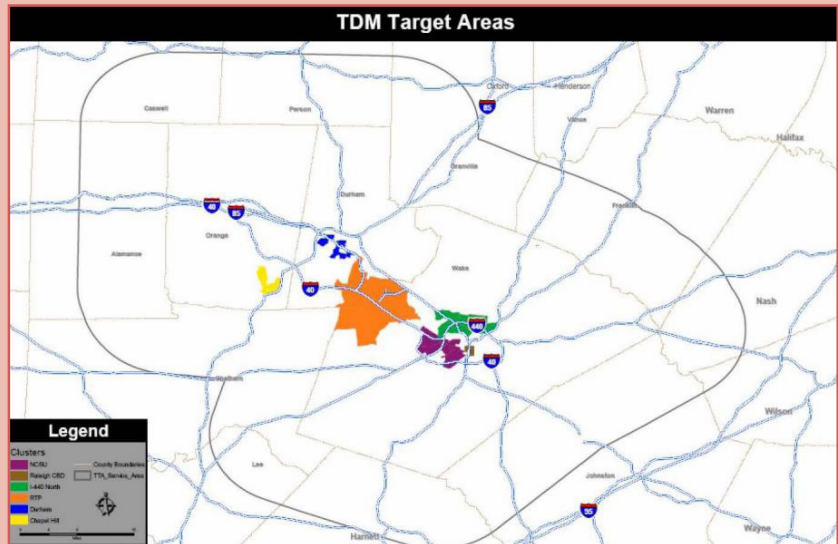 TDM Target Areas
Oxford
Henderson
85
Caswell
Person
Warren
Vance
Halifax
Granville
Durham
Franklin
40
85
Orange
Alamance
Wake
40
Nash
440
40
Chatham
Wilson
Legend
Clusters
NCSU
County Boundaries
Raleigh CBD
TTA_Service_Area
I-440 North
RTP
Durham
Chapel Hill
Miles
Lee
Johnston
95
Harnett
Wayne